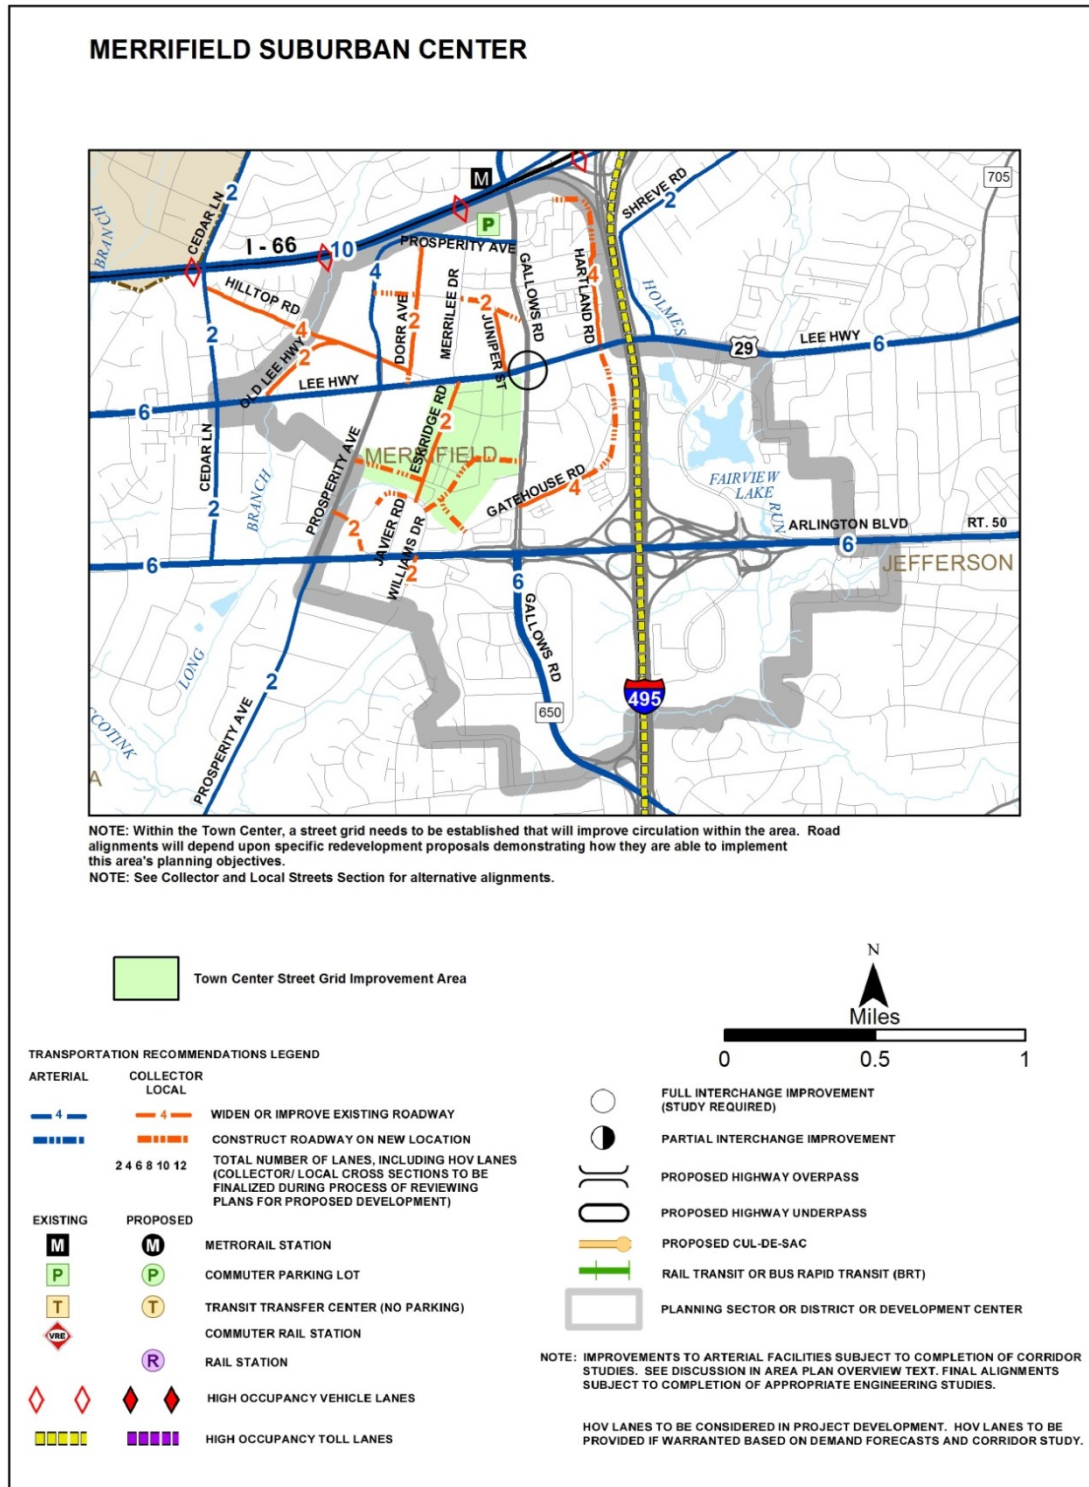 MERRIFIELD SUBURBAN CENTER
M
P
CEDAR LN
2
BRANCH
I - 66
10
PROSPERITY AVE
4
SHREVE RD
2
705
HILLTOP RD
4
2
OLD LEE HWY
2
DORR AVE
2
MERRILEE DR
2
JUNIPER ST
GALLOWS RD
HARTLAND RD
4
HOLMES
29
LEE HWY
6
LEE HWY
6
CEDAR LN
2
MERRIFIELD
ESKRIDGE RD
2
PROSPERITY AVE
BRANCH
GATEHOUSE RD
4
FAIRVIEW
LAKE
RUN
2
JAVIER RD
WILLIAMS DR
2
ARLINGTON BLVD
6
RT. 50
6
JEFFERSON
6
GALLOWS RD
LONG
2
PROSPERITY AVE
650
495
COTINK
A
NOTE: Within the Town Center, a street grid needs to be established that will improve circulation within the area. Road
alignments will depend upon specific redevelopment proposals demonstrating how they are able to implement
this area's planning objectives.
NOTE: See Collector and Local Streets Section for alternative alignments.
Town Center Street Grid Improvement Area
N
Miles
0 0.5 1
TRANSPORTATION RECOMMENDATIONS LEGEND
ARTERIAL COLLECTOR
LOCAL
4 4 WIDEN OR IMPROVE EXISTING ROADWAY
CONSTRUCT ROADWAY ON NEW LOCATION
2 4 6 8 10 12 TOTAL NUMBER OF LANES, INCLUDING HOV LANES
(COLLECTOR/ LOCAL CROSS SECTIONS TO BE
FINALIZED DURING PROCESS OF REVIEWING
PLANS FOR PROPOSED DEVELOPMENT)
EXISTING PROPOSED
M M METRORAIL STATION
P P COMMUTER PARKING LOT
T T TRANSIT TRANSFER CENTER (NO PARKING)
VRE COMMUTER RAIL STATION
R RAIL STATION
HIGH OCCUPANCY VEHICLE LANES
HIGH OCCUPANCY TOLL LANES
FULL INTERCHANGE IMPROVEMENT
(STUDY REQUIRED)
PARTIAL INTERCHANGE IMPROVEMENT
PROPOSED HIGHWAY OVERPASS
PROPOSED HIGHWAY UNDERPASS
PROPOSED CUL-DE-SAC
RAIL TRANSIT OR BUS RAPID TRANSIT (BRT)
PLANNING SECTOR OR DISTRICT OR DEVELOPMENT CENTER
NOTE: IMPROVEMENTS TO ARTERIAL FACILITIES SUBJECT TO COMPLETION OF CORRIDOR
STUDIES. SEE DISCUSSION IN AREA PLAN OVERVIEW TEXT. FINAL ALIGNMENTS
SUBJECT TO COMPLETION OF APPROPRIATE ENGINEERING STUDIES.
HOV LANES TO BE CONSIDERED IN PROJECT DEVELOPMENT. HOV LANES TO BE
PROVIDED IF WARRANTED BASED ON DEMAND FORECASTS AND CORRIDOR STUDY.